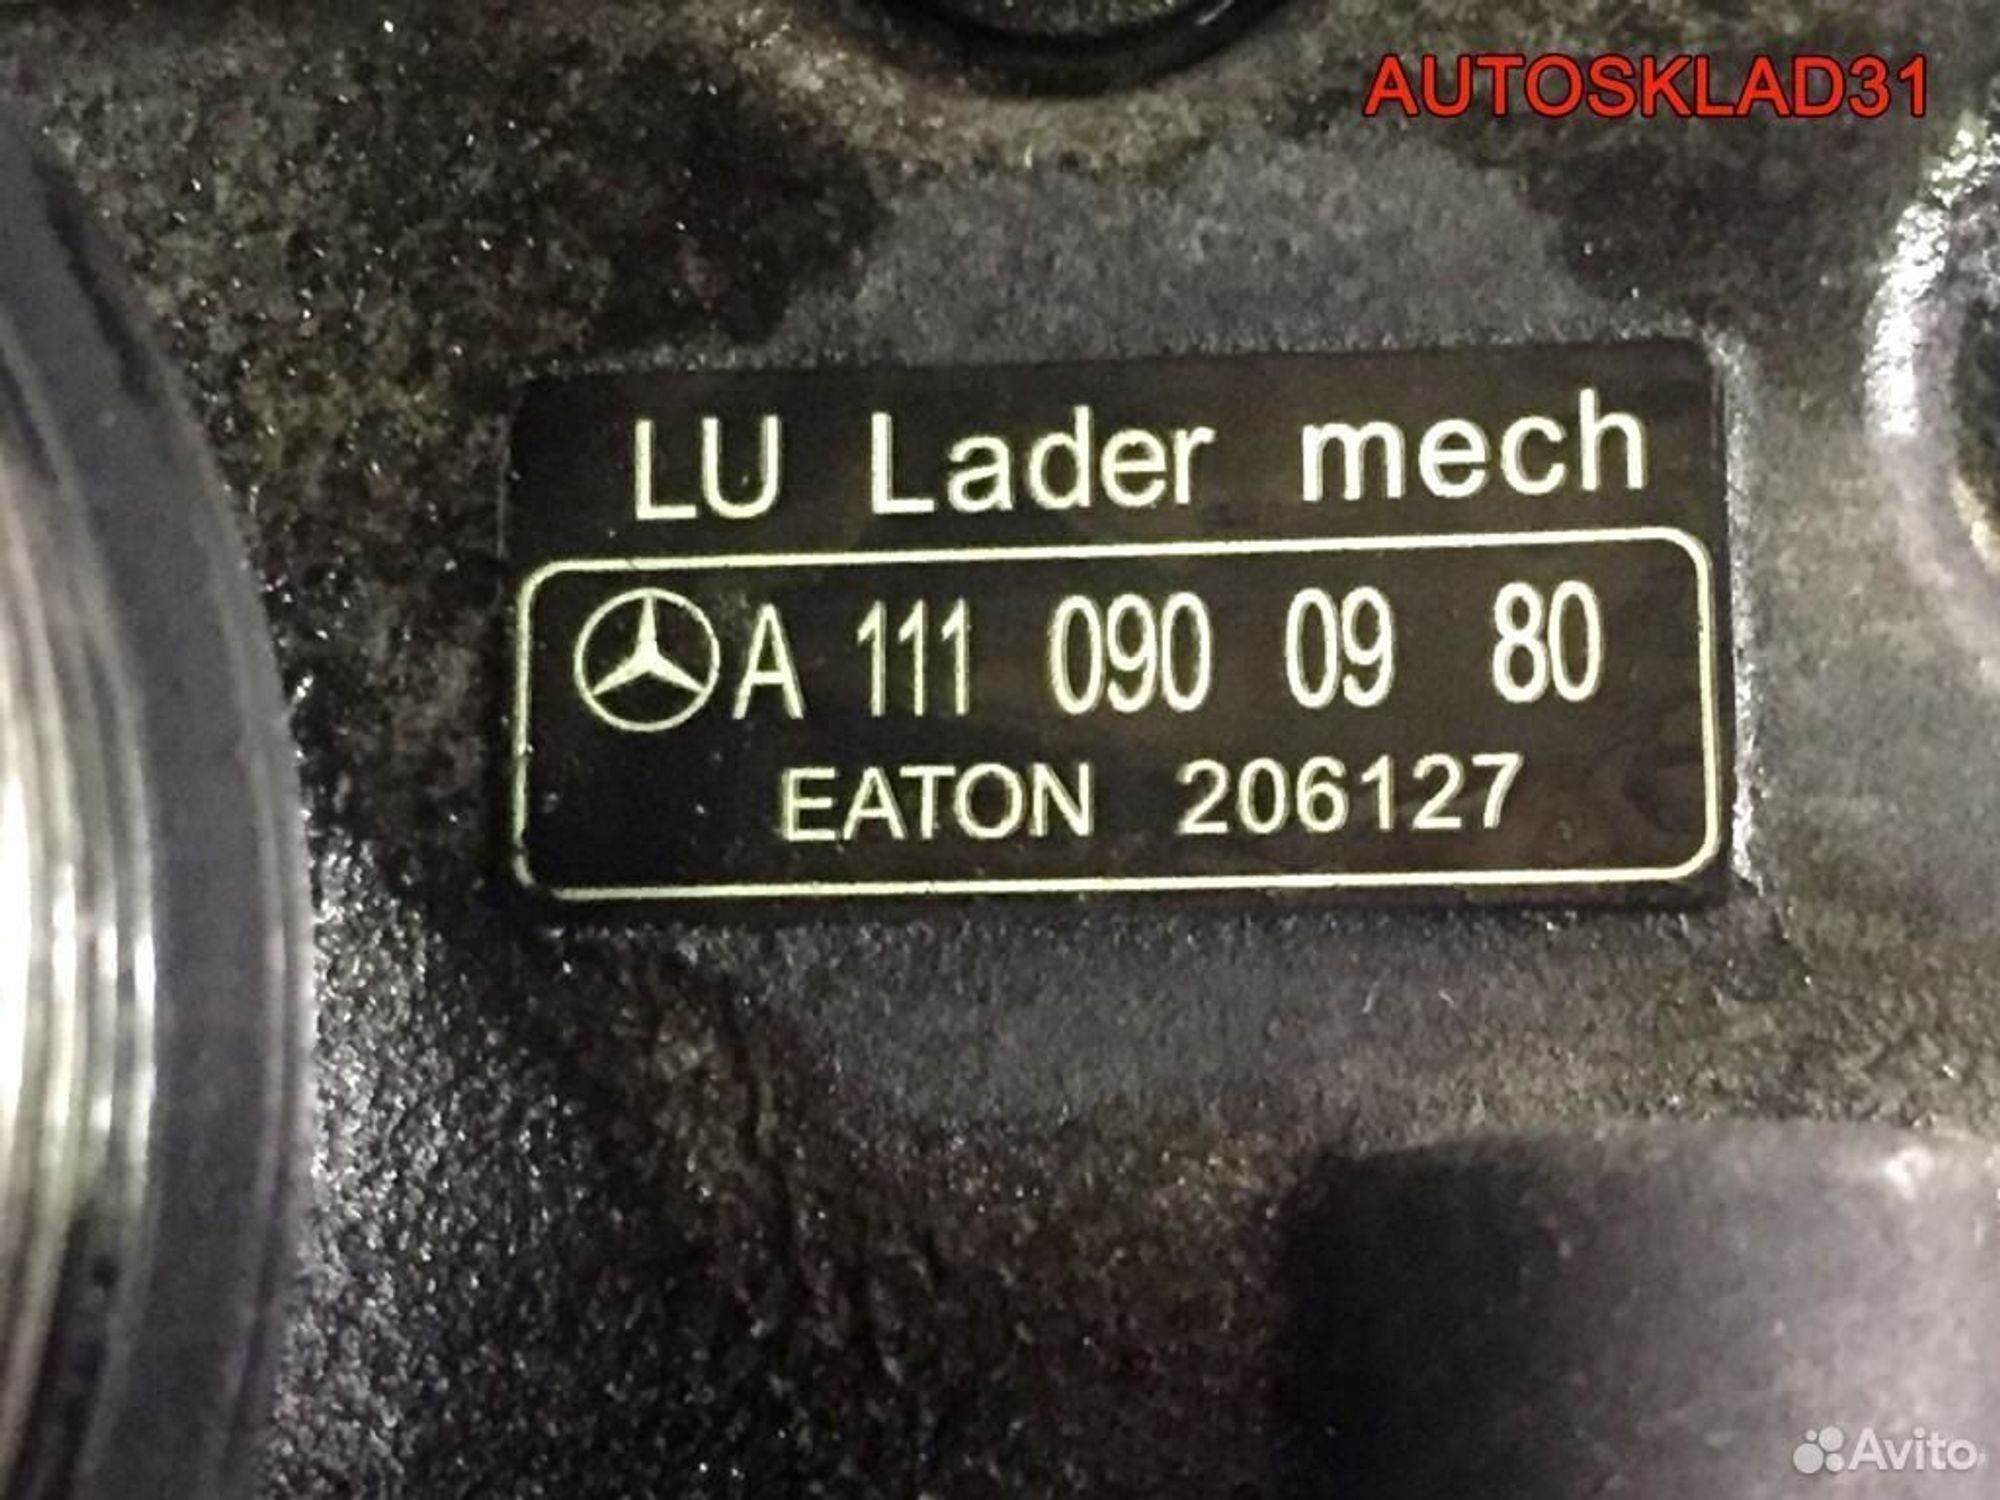 AUTOSKLAD31
LU Lader mech
A 111 090 09 80
EATON 206127
Avito